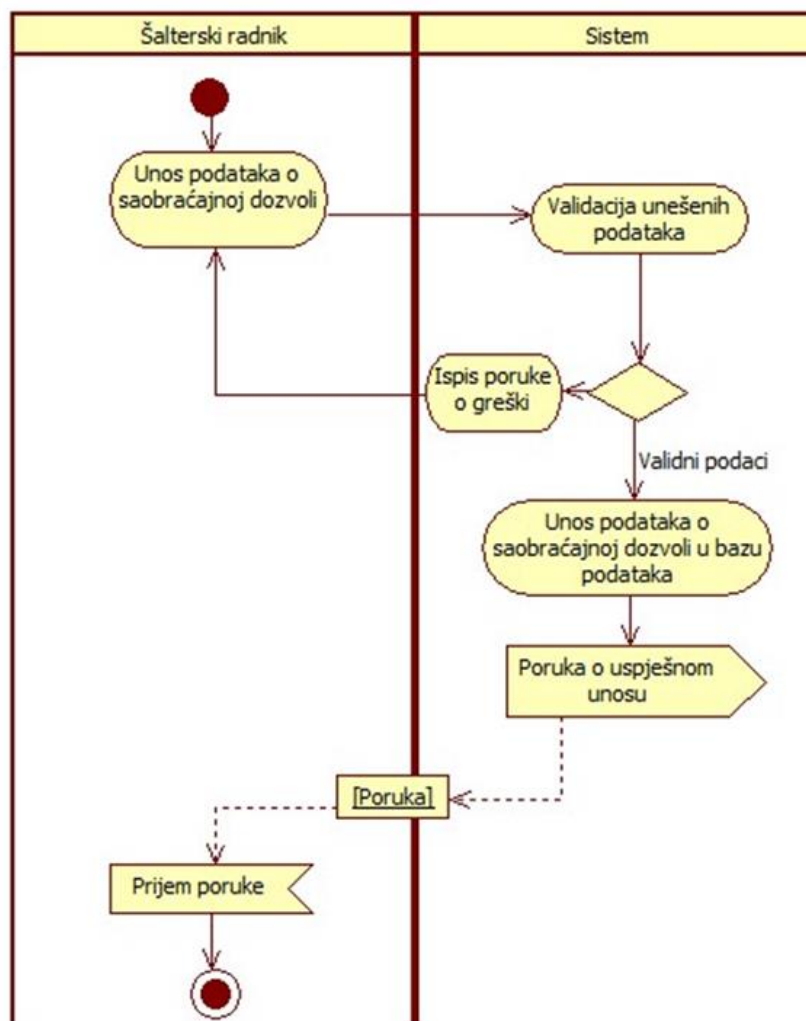 Šalterski radnik
Sistem
Unos podataka o
saobraćajnoj dozvoli
Validacija unešenih
podataka
Ispis poruke
o greški
Validni podaci
Unos podataka o
saobraćajnoj dozvoli u bazu
podataka
Poruka o uspješnom
unosu
[Poruka]
Prijem poruke